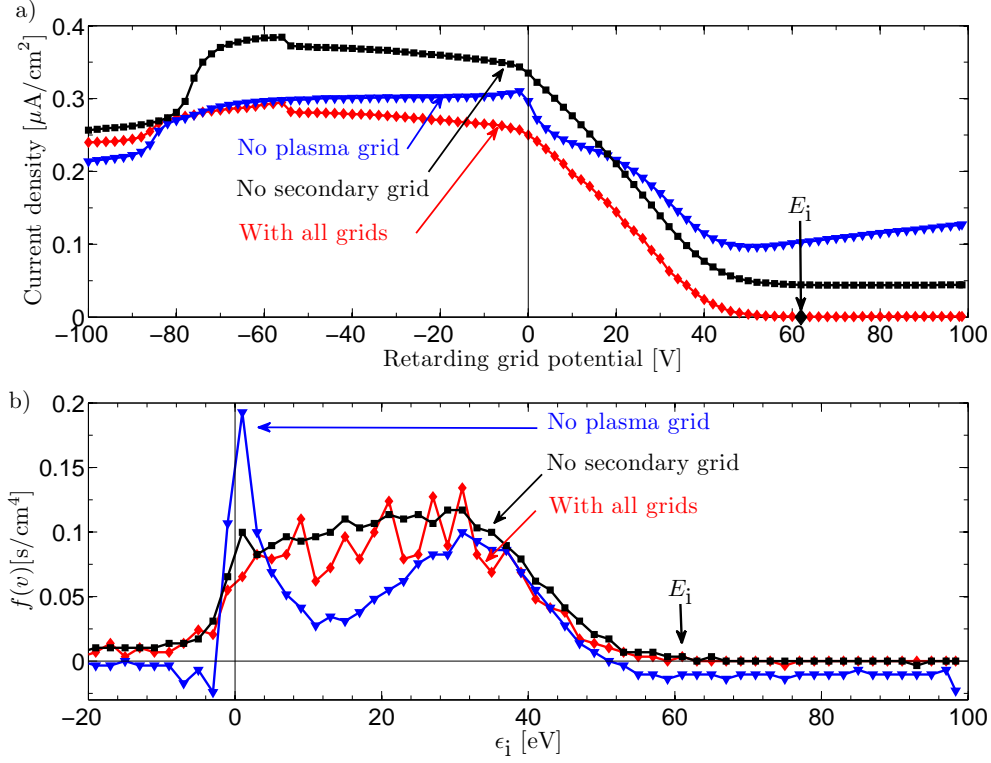 a)
0.4
0.3
0.2
0.1
0
Current density [μA/cm²]
No plasma grid
No secondary grid
With all grids
E_i
−100 −80 −60 −40 −20 0 20 40 60 80 100
Retarding grid potential [V]
b)
0.2
0.15
0.1
0.05
0
f(v)[s/cm⁴]
No plasma grid
No secondary grid
With all grids
E_i
−20 0 20 40 60 80 100
ϵ_i [eV]